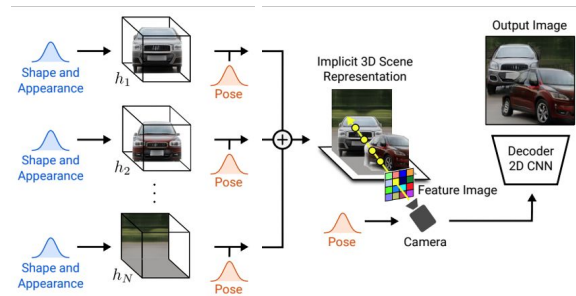 Shape and
Appearance
h1
Pose
Shape and
Appearance
h2
Pose
Shape and
Appearance
hN
Pose
Implicit 3D Scene
Representation
Feature Image
Pose
Camera
Output Image
Decoder
2D CNN